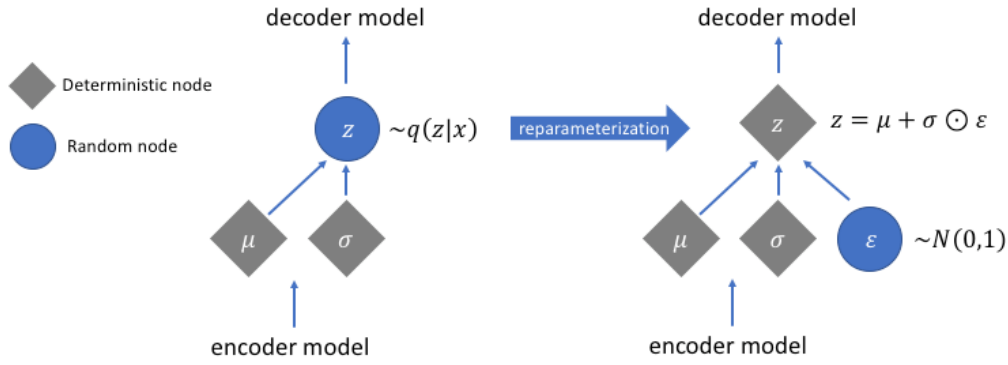 decoder model
decoder model
Deterministic node
Random node
z
~q(z|x)
reparameterization
z
z = μ + σ ⊙ ε
μ
σ
μ
σ
ε
~N(0,1)
encoder model
encoder model